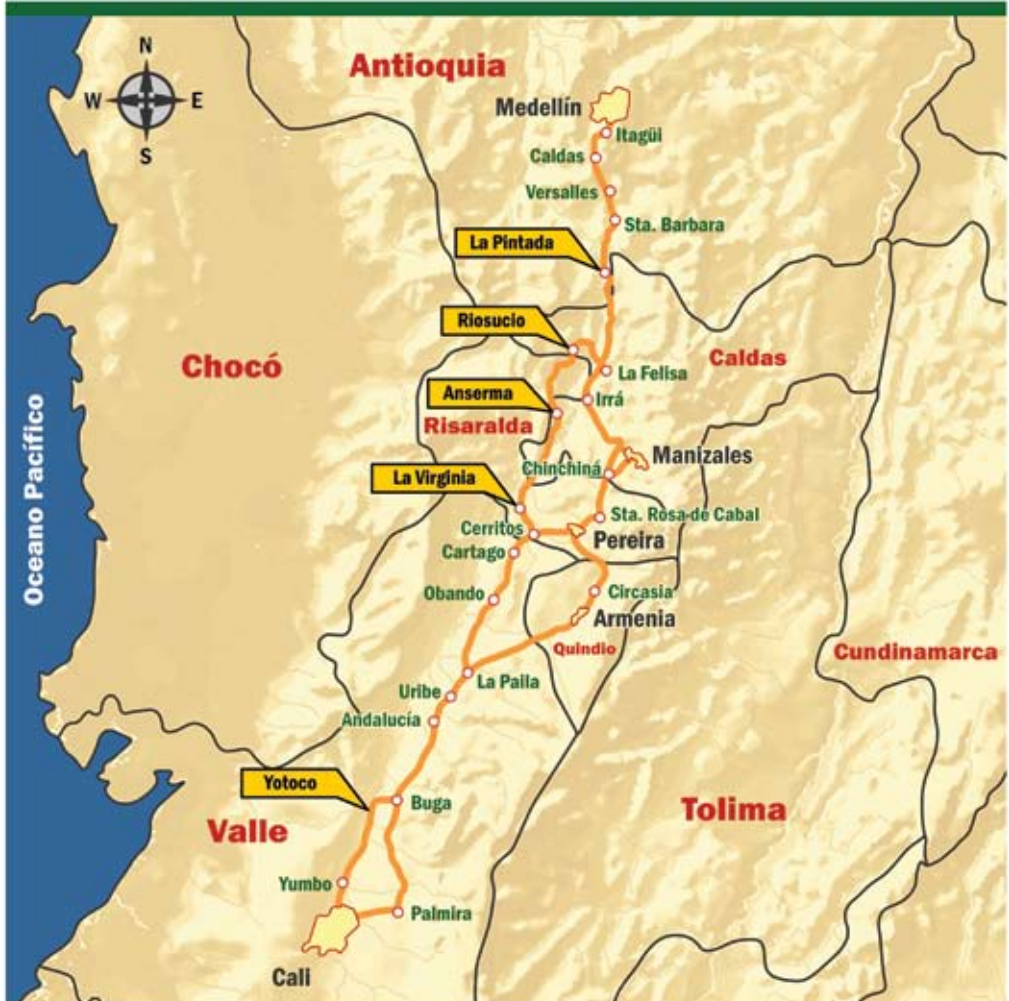 N
W
E
S
Antioquia
Medellín
Itagüi
Caldas
Versalles
Sta. Barbara
La Pintada
Riosucio
Chocó
Caldas
La Felisa
Anserma
Irrá
Risaralda
Manizales
Chinchiná
La Virginia
Sta. Rosa de Cabal
Cerritos
Pereira
Cartago
Oceano Pacífico
Obando
Circasia
Armenia
Quindio
Cundinamarca
La Paila
Uribe
Andalucía
Yotoco
Buga
Tolima
Valle
Yumbo
Palmira
Cali